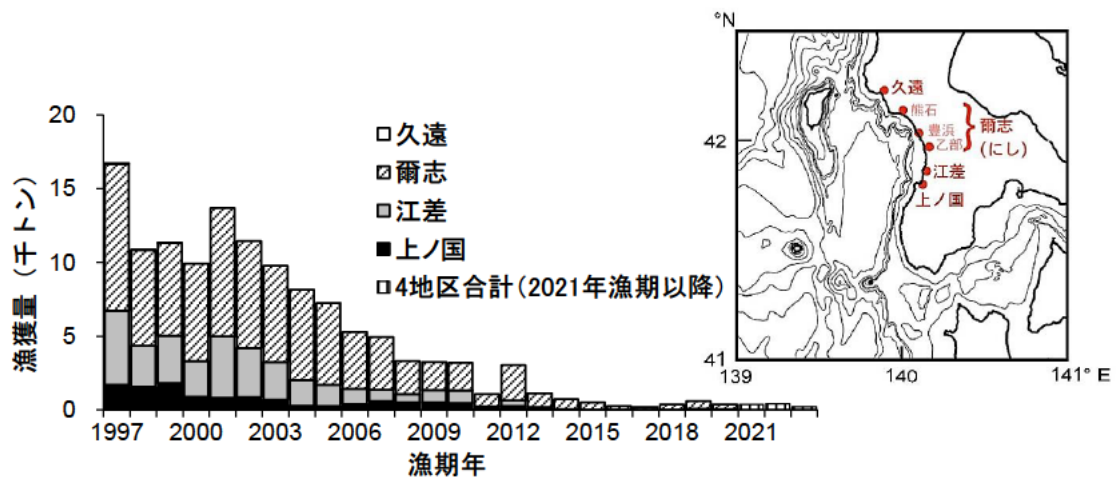 漁獲量（千トン）
20
15
10
5
0
1997
2000
2003
2006
2009
2012
2015
2018
2021
漁期年
久遠
爾志
江差
上ノ国
4地区合計(2021年漁期以降)
°N
42
41
139
140
141° E
久遠
熊石
豊浜
乙部
爾志
(にし)
江差
上ノ国